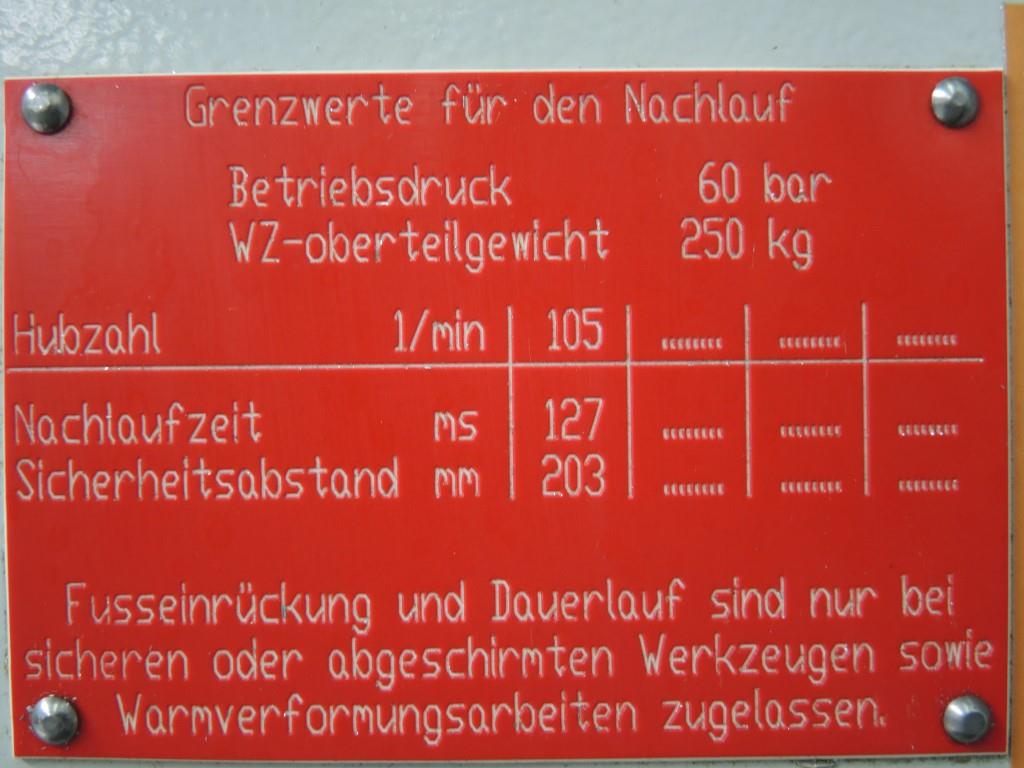 Grenzwerte für den Nachlauf
Betriebsdruck 60 bar
WZ-oberteilgewicht 250 kg
Hubzahl 1/min 105 ........ ........ ........
Nachlaufzeit ms 127 ........ ........ ........
Sicherheitsabstand mm 203 ........ ........ ........
Fusseinrückung und Dauerlauf sind nur bei
sicheren oder abgeschirmten Werkzeugen sowie
Warmverformungsarbeiten zugelassen.